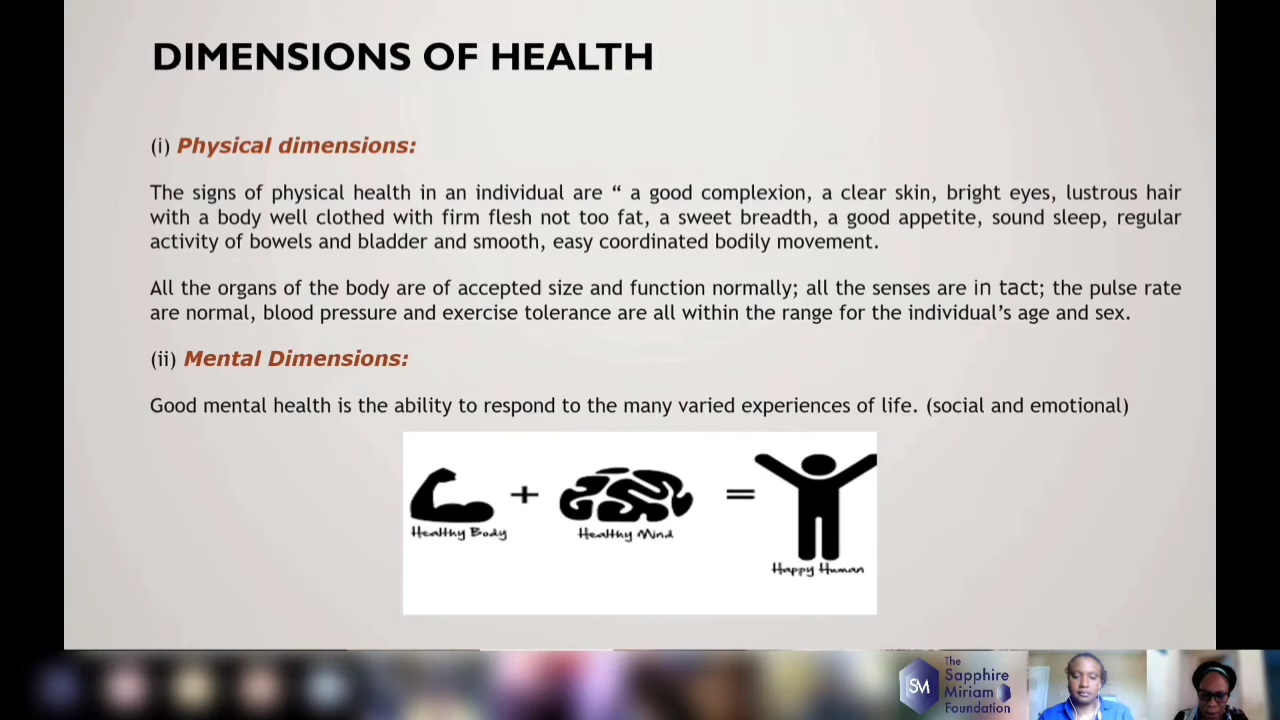 DIMENSIONS OF HEALTH
(i) Physical dimensions:
The signs of physical health in an individual are “ a good complexion, a clear skin, bright eyes, lustrous hair
with a body well clothed with firm flesh not too fat, a sweet breadth, a good appetite, sound sleep, regular
activity of bowels and bladder and smooth, easy coordinated bodily movement.
All the organs of the body are of accepted size and function normally; all the senses are in tact; the pulse rate
are normal, blood pressure and exercise tolerance are all within the range for the individual’s age and sex.
(ii) Mental Dimensions:
Good mental health is the ability to respond to the many varied experiences of life. (social and emotional)
+ =
Healthy Body Healthy Mind
Happy Human
SM
The
Sapphire
Miriam
Foundation